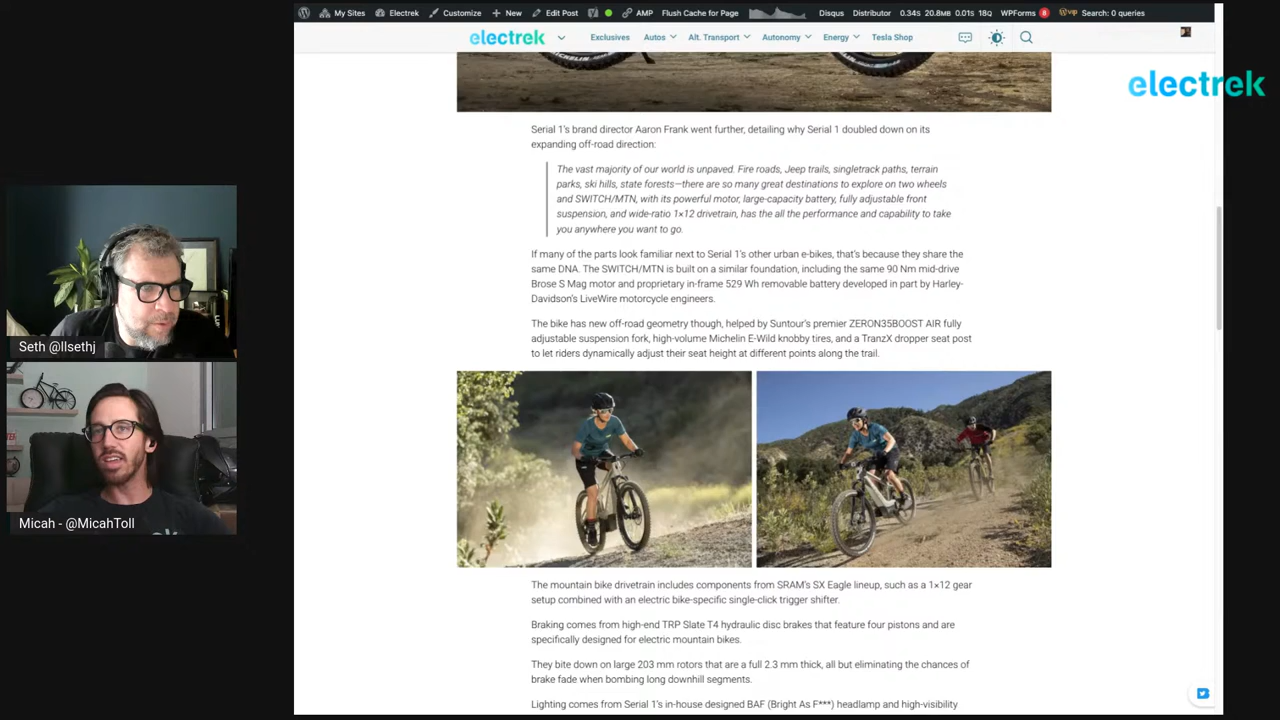 My Sites Electrek Customize New Edit Post AMP Flush Cache for Page Disqus Distributor 0.34s 20.8MB 0.01s 18Q WPForms 8 VIP Search: 0 queries
electrek Exclusives Autos Alt. Transport Autonomy Energy Tesla Shop
electrek
MICHELIN
Serial 1's brand director Aaron Frank went further, detailing why Serial 1 doubled down on its
expanding off-road direction:
The vast majority of our world is unpaved. Fire roads, Jeep trails, singletrack paths, terrain
parks, ski hills, state forests—there are so many great destinations to explore on two wheels
and SWITCH/MTN, with its powerful motor, large-capacity battery, fully adjustable front
suspension, and wide-ratio 1×12 drivetrain, has the all the performance and capability to take
you anywhere you want to go.
If many of the parts look familiar next to Serial 1's other urban e-bikes, that's because they share the
same DNA. The SWITCH/MTN is built on a similar foundation, including the same 90 Nm mid-drive
Brose S Mag motor and proprietary in-frame 529 Wh removable battery developed in part by Harley-
Davidson's LiveWire motorcycle engineers.
The bike has new off-road geometry though, helped by Suntour's premier ZERON35BOOST AIR fully
adjustable suspension fork, high-volume Michelin E-Wild knobby tires, and a TranzX dropper seat post
to let riders dynamically adjust their seat height at different points along the trail.
Seth @llsethj
Micah - @MicahToll
The mountain bike drivetrain includes components from SRAM's SX Eagle lineup, such as a 1×12 gear
setup combined with an electric bike-specific single-click trigger shifter.
Braking comes from high-end TRP Slate T4 hydraulic disc brakes that feature four pistons and are
specifically designed for electric mountain bikes.
They bite down on large 203 mm rotors that are a full 2.3 mm thick, all but eliminating the chances of
brake fade when bombing long downhill segments.
Lighting comes from Serial 1's in-house designed BAF (Bright As F***) headlamp and high-visibility